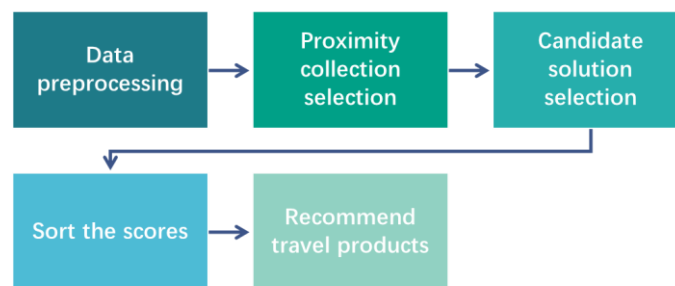 Data
preprocessing
Proximity
collection
selection
Candidate
solution
selection
Sort the scores
Recommend
travel products